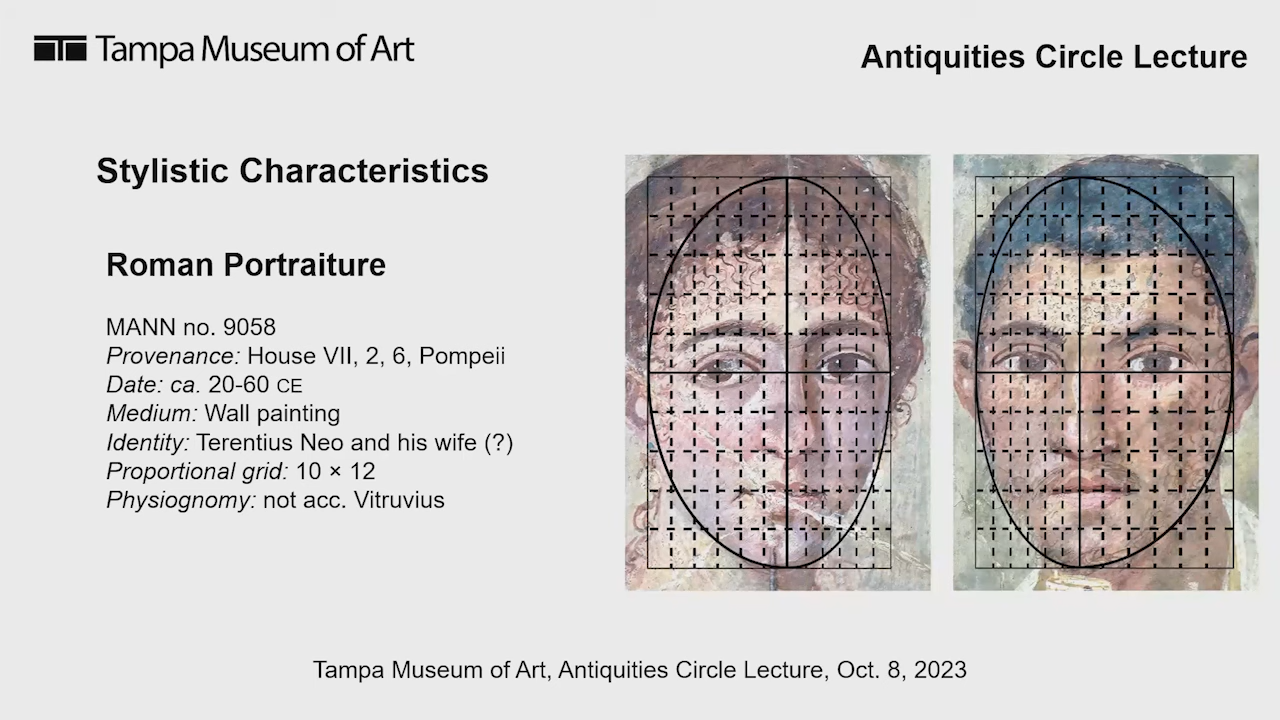 Tampa Museum of Art
Antiquities Circle Lecture
Stylistic Characteristics
Roman Portraiture
MANN no. 9058
Provenance: House VII, 2, 6, Pompeii
Date: ca. 20-60 CE
Medium: Wall painting
Identity: Terentius Neo and his wife (?)
Proportional grid: 10 × 12
Physiognomy: not acc. Vitruvius
Tampa Museum of Art, Antiquities Circle Lecture, Oct. 8, 2023